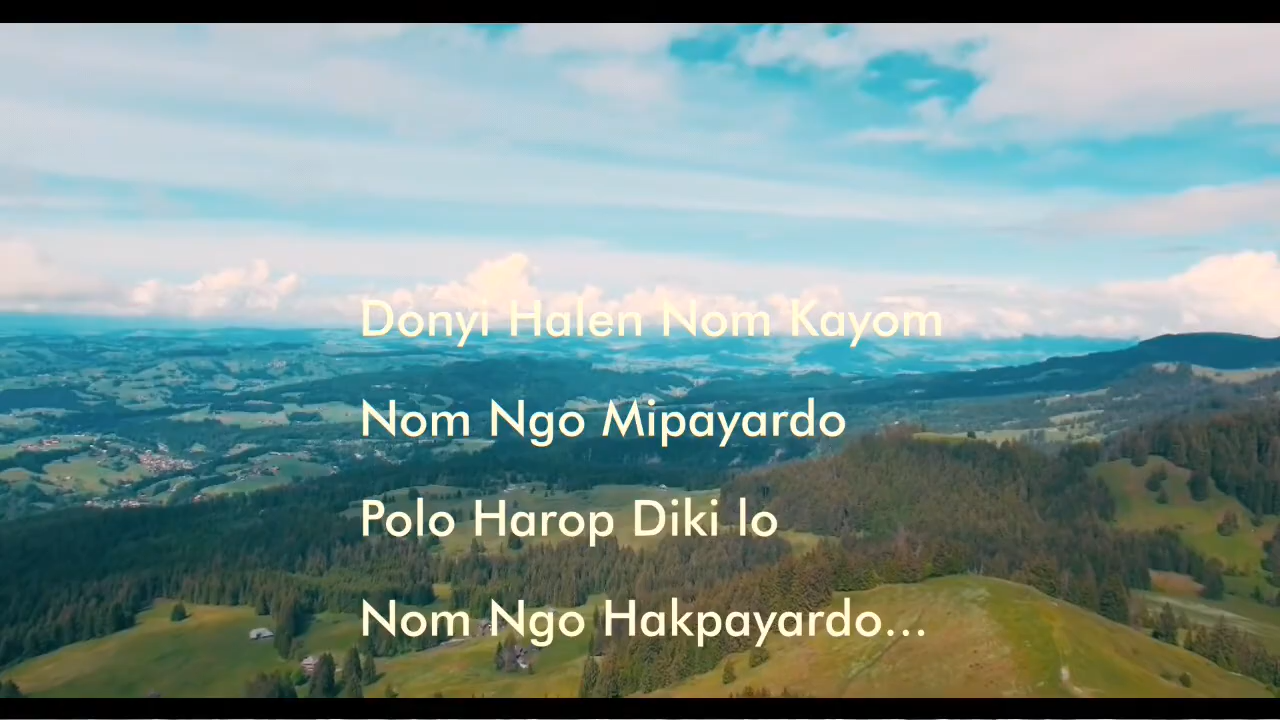 Donyi Halen Nom Kayom
Nom Ngo Mipayardo
Polo Harop Diki lo
Nom Ngo Hakpayardo...